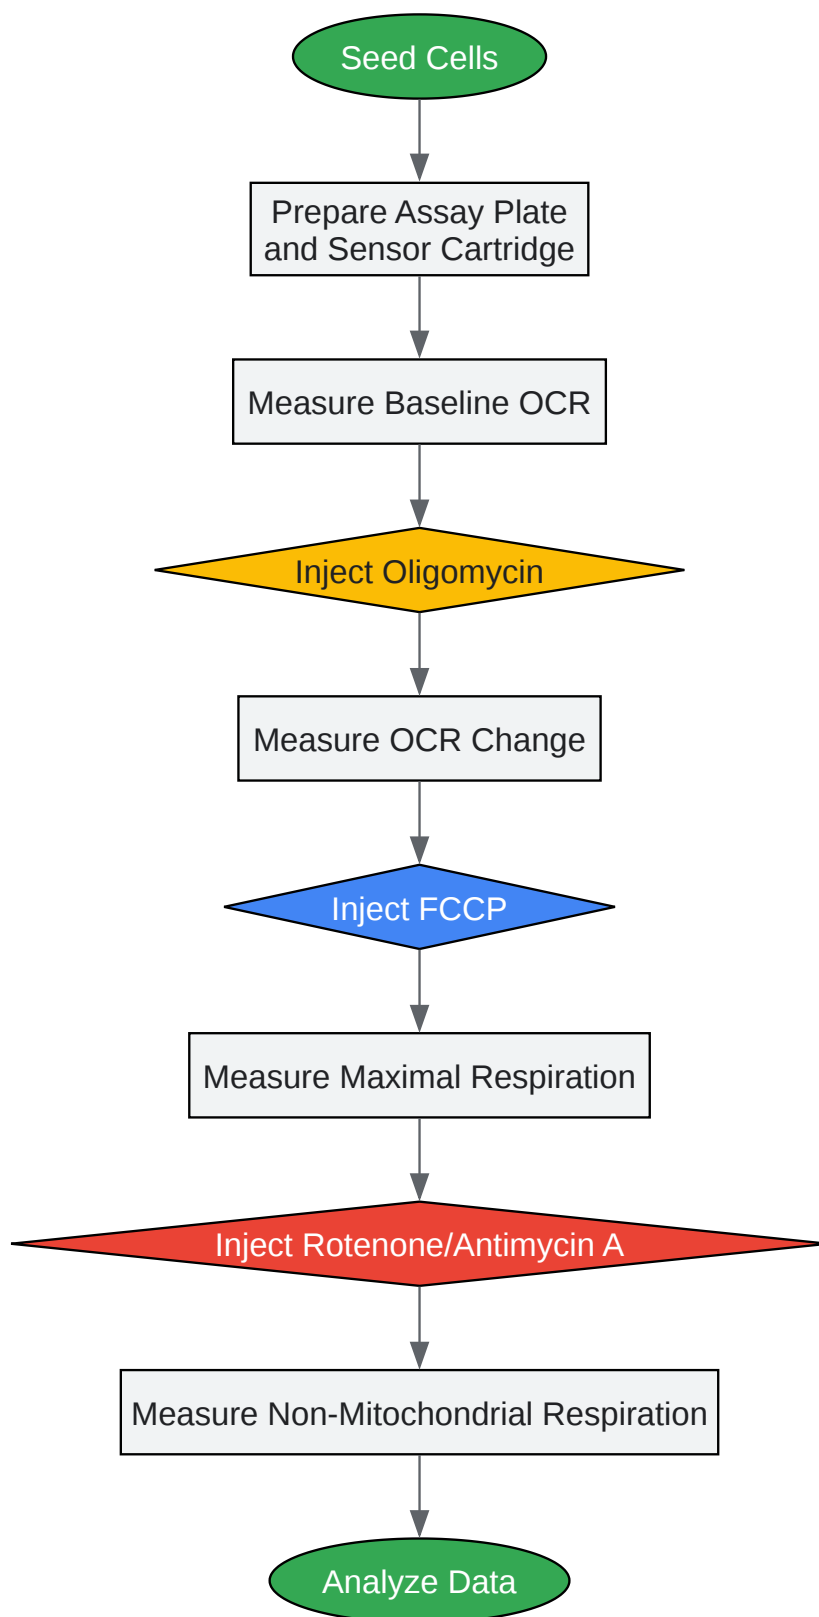 Seed Cells
Prepare Assay Plate
and Sensor Cartridge
Measure Baseline OCR
Inject Oligomycin
Measure OCR Change
Inject FCCP
Measure Maximal Respiration
Inject Rotenone/Antimycin A
Measure Non-Mitochondrial Respiration
Analyze Data